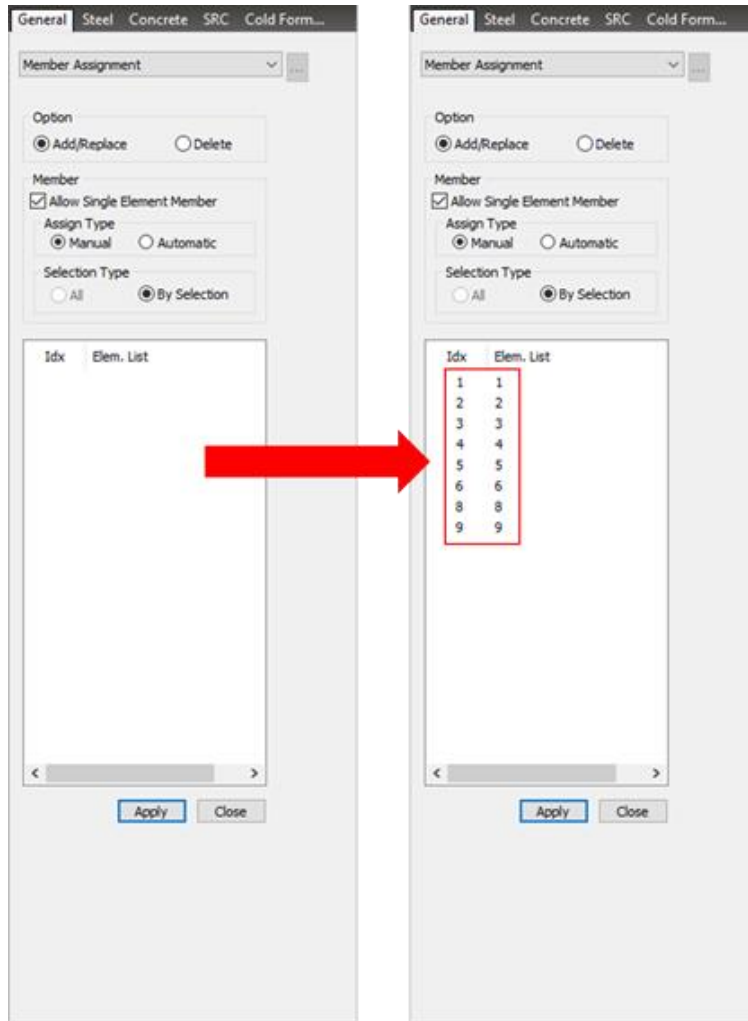 General Steel Concrete SRC Cold Form...
Member Assignment
...
Option
Add/Replace Delete
Member
Allow Single Element Member
Assign Type
Manual Automatic
Selection Type
All By Selection
Idx Elem. List
< >
Apply Close
General Steel Concrete SRC Cold Form...
Member Assignment
...
Option
Add/Replace Delete
Member
Allow Single Element Member
Assign Type
Manual Automatic
Selection Type
All By Selection
Idx Elem. List
1 1
2 2
3 3
4 4
5 5
6 6
8 8
9 9
< >
Apply Close